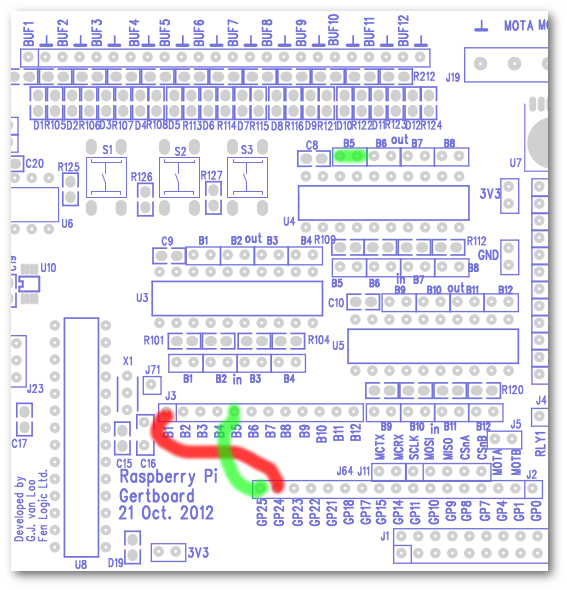 BUF1 BUF2 BUF3 BUF4 BUF5 BUF6 BUF7 BUF8 BUF9 BUF10 BUF11 BUF12
MOTA
J19
R212
D1 R105 D2 R106 D3 R107 D4 R108 D5 R113 D6 R114 D7 R115 D8 R116 D9 R121 D10 R122 D11 R123 D12 R124
S1 S2 S3
C8 B5 B6 out B7 B8
C20
R125
R126
R127
U7
U6
U4
3V3
C9 B1 B2 out B3 B4
R109
R112
GND
B5 B6 in B7 B8
C19
U10
U3
C10 B9 B10 out B11 B12
R101
R104
U5
X1
J71
B1 B2 in B3 B4
J23
J3
R120
J4
B1 B2 B3 B4 B5 B6 B7 B8 B9 B10 B11 B12
B9 B10 in B11 B12
C17
C15 C16
MCTX MCRX SCLK MOSI MISO CSnA CSnB
J5
RLY1
MOTA MOTB
J64 J11
J2
Raspberry Pi
Gertboard
21 Oct. 2012
Developed by
G.J. van Loo
Fen Logic Ltd.
GP25 GP24 GP23 GP22 GP21 GP18 GP17 GP15 GP14 GP11 GP10 GP9 GP8 GP7 GP4 GP1 GP0
J1
D19
3V3
U8